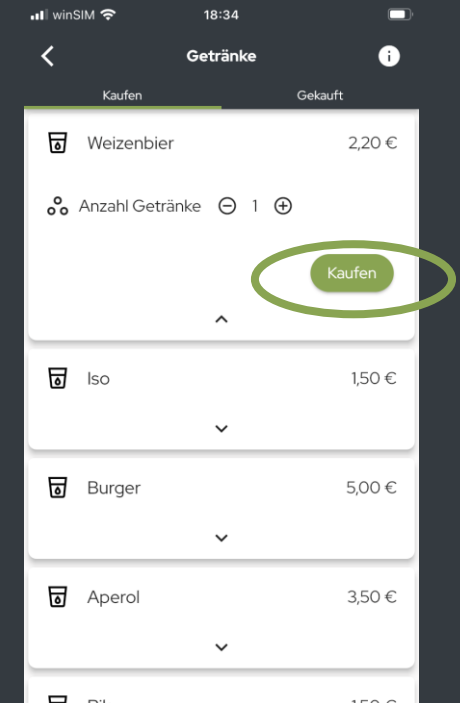 winSIM 18:34
Getränke
Kaufen Gekauft
Weizenbier 2,20 €
Anzahl Getränke 1
Kaufen
Iso 1,50 €
Burger 5,00 €
Aperol 3,50 €